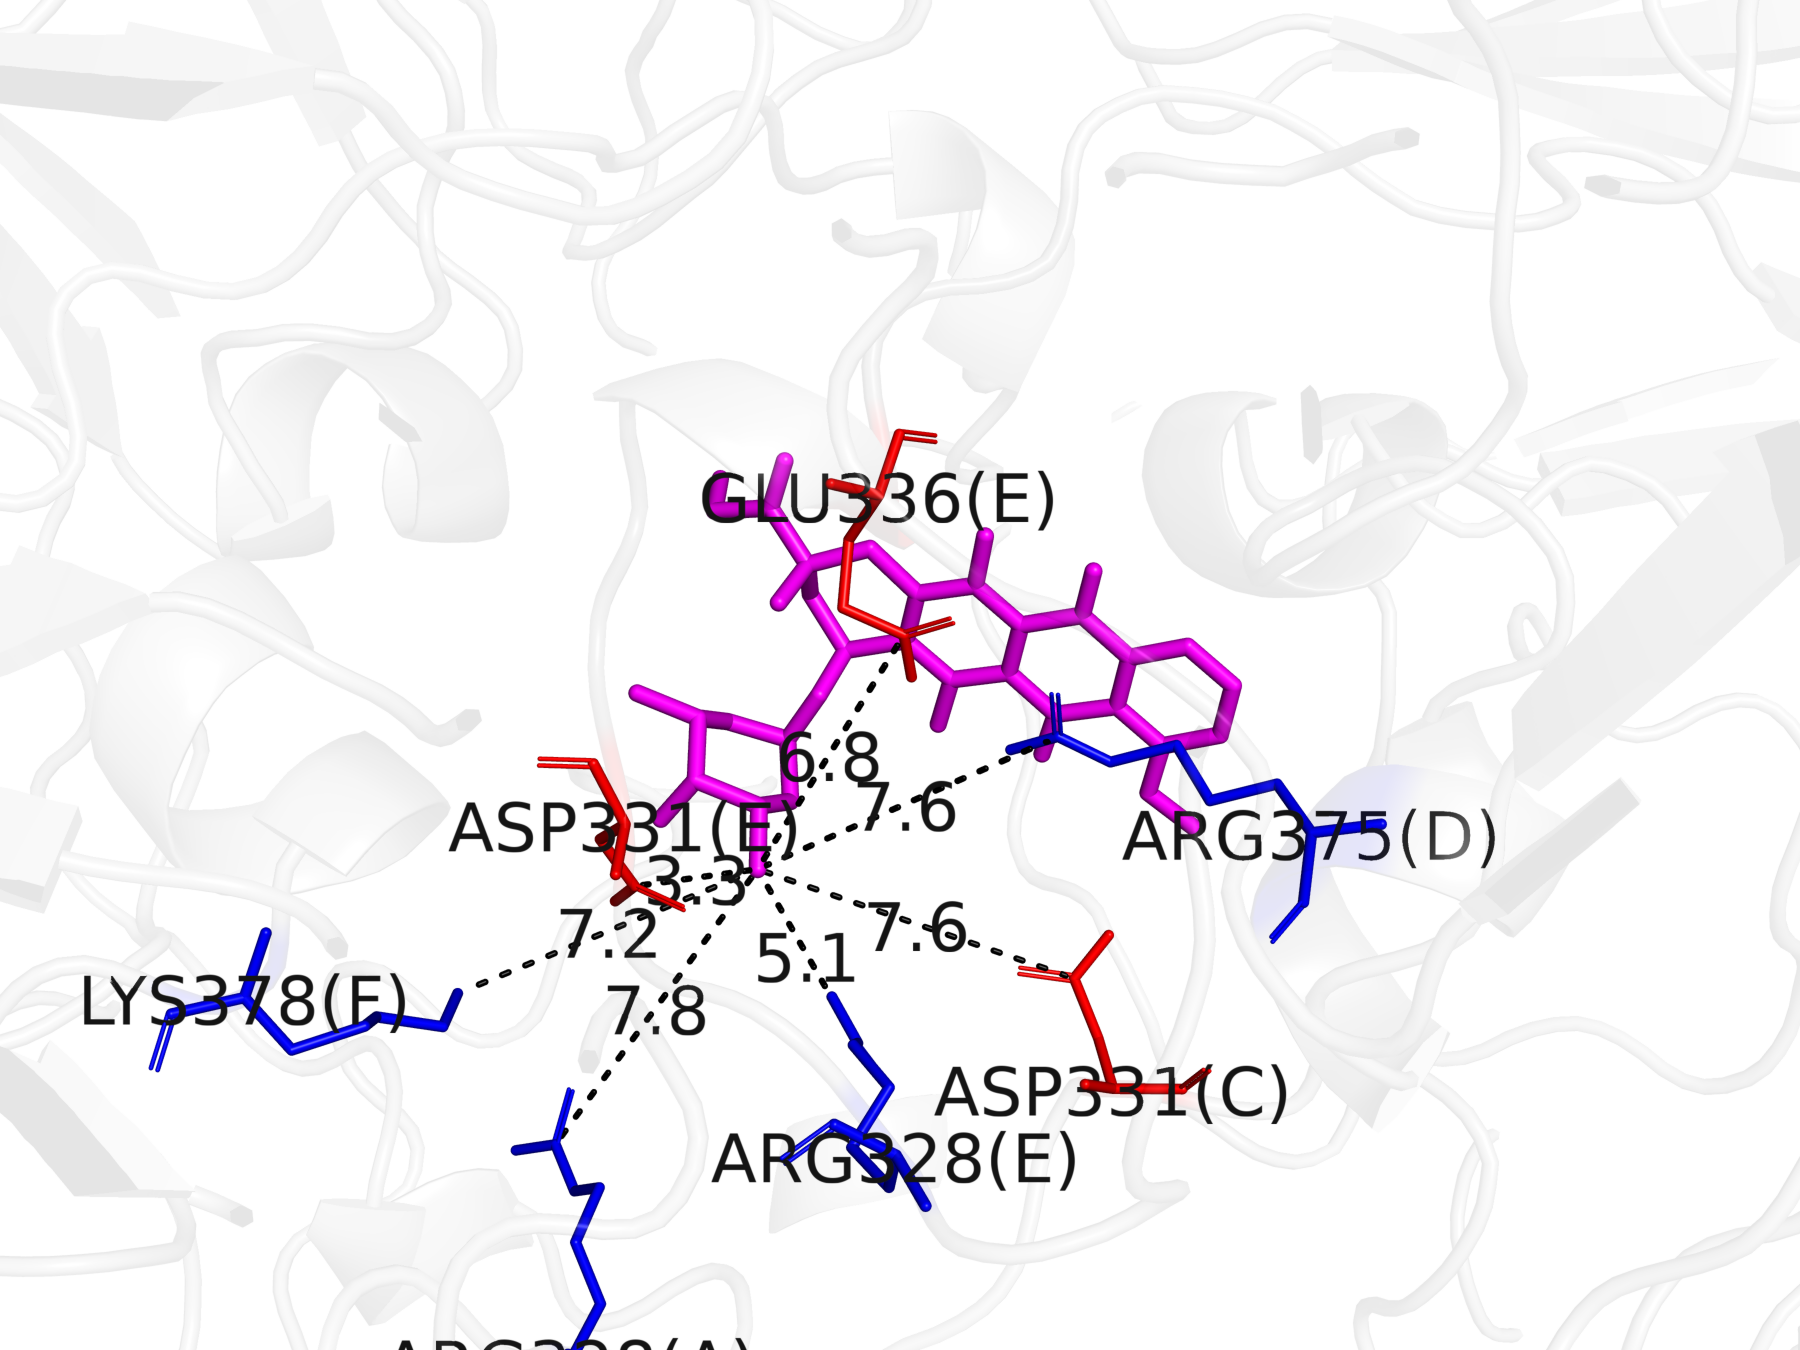 GLU336(E)
6.8
7.6
ASP331(E)
ARG375(D)
3.3
7.2
7.6
5.1
LYS378(F)
7.8
ASP331(C)
ARG328(E)